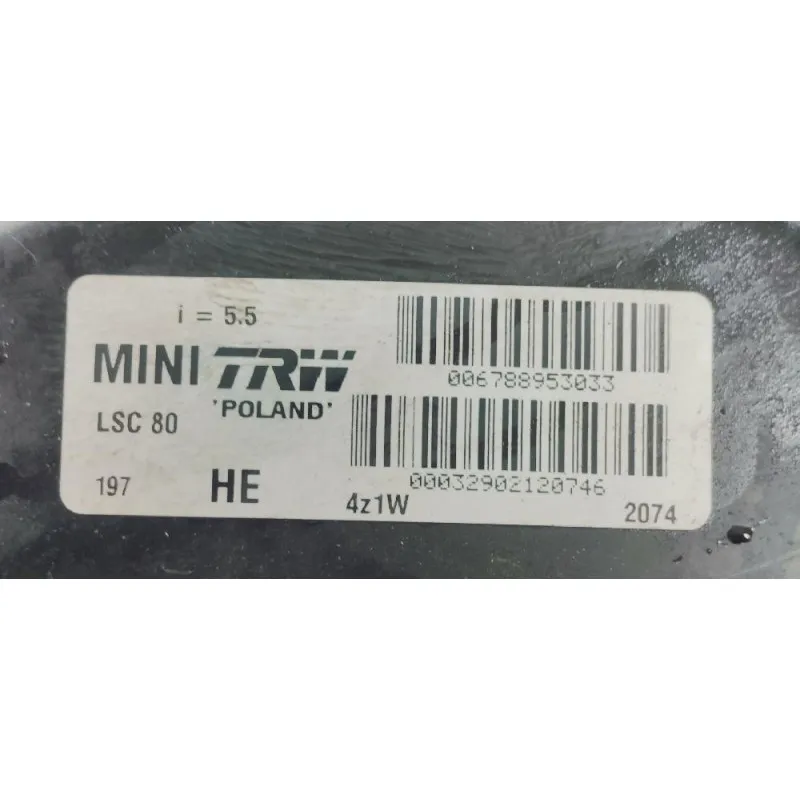 i = 5.5
MINI TRW
006788953033
'POLAND'
LSC 80
00032902120746
197 HE 4z1W 2074